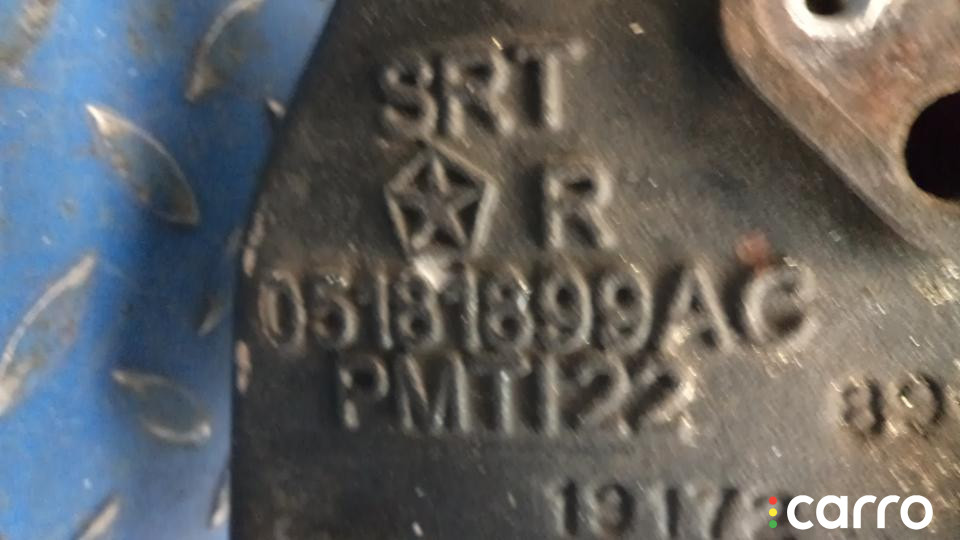 SRT
R
05181899AC
PMT122
carro